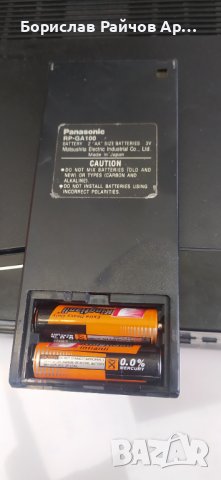 Борислав Райчов Ар...
Panasonic
RP-GA100
BATTERY 2 "AA" SIZE BATTERIES 3V
Matsushita Electric Industrial Co., Ltd
Made in Japan
CAUTION
●DO NOT MIX BATTERIES (OLD AND
NEW) OR TYPES (CARBON AND
ALKALINE).
●DO NOT INSTALL BATTERIES USING
INCORRECT POLARITIES.
0.0%
MERCURY
BAZAR